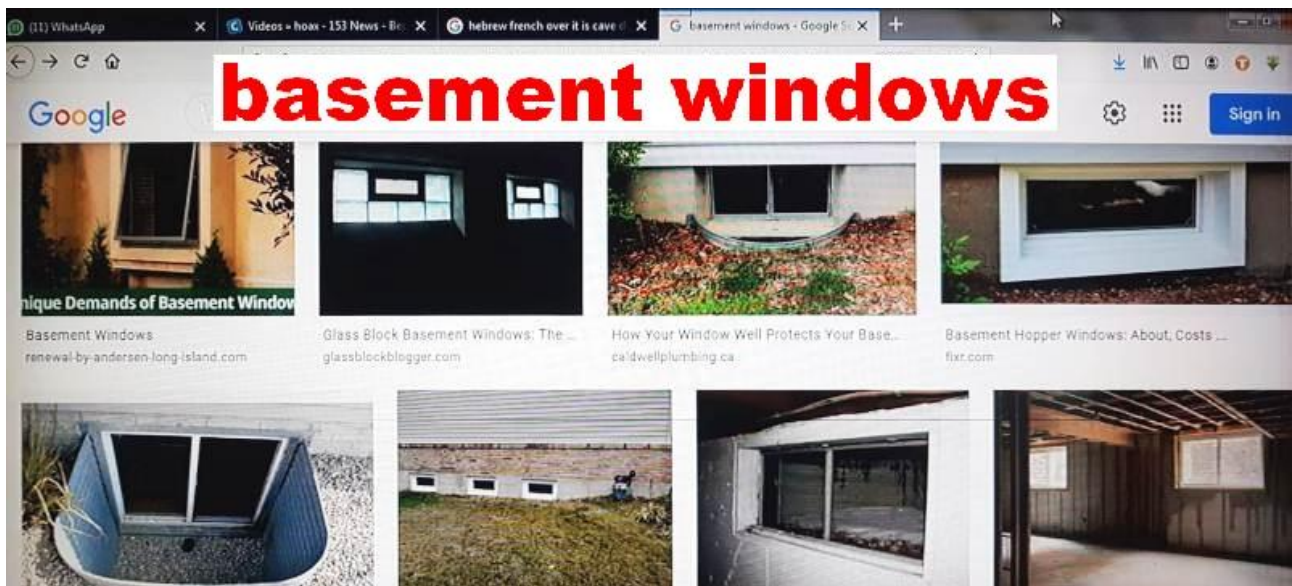 (11) WhatsApp
Videos » hoax - 153 News - Be
hebrew french over it is cave d
basement windows - Google Se
basement windows
Google
Sign in
nique Demands of Basement Window
Basement Windows
renewal-by-andersen-long-island.com
Glass Block Basement Windows: The ...
glassblockblogger.com
How Your Window Well Protects Your Base...
caldwellplumbing.ca
Basement Hopper Windows: About, Costs ...
fixr.com